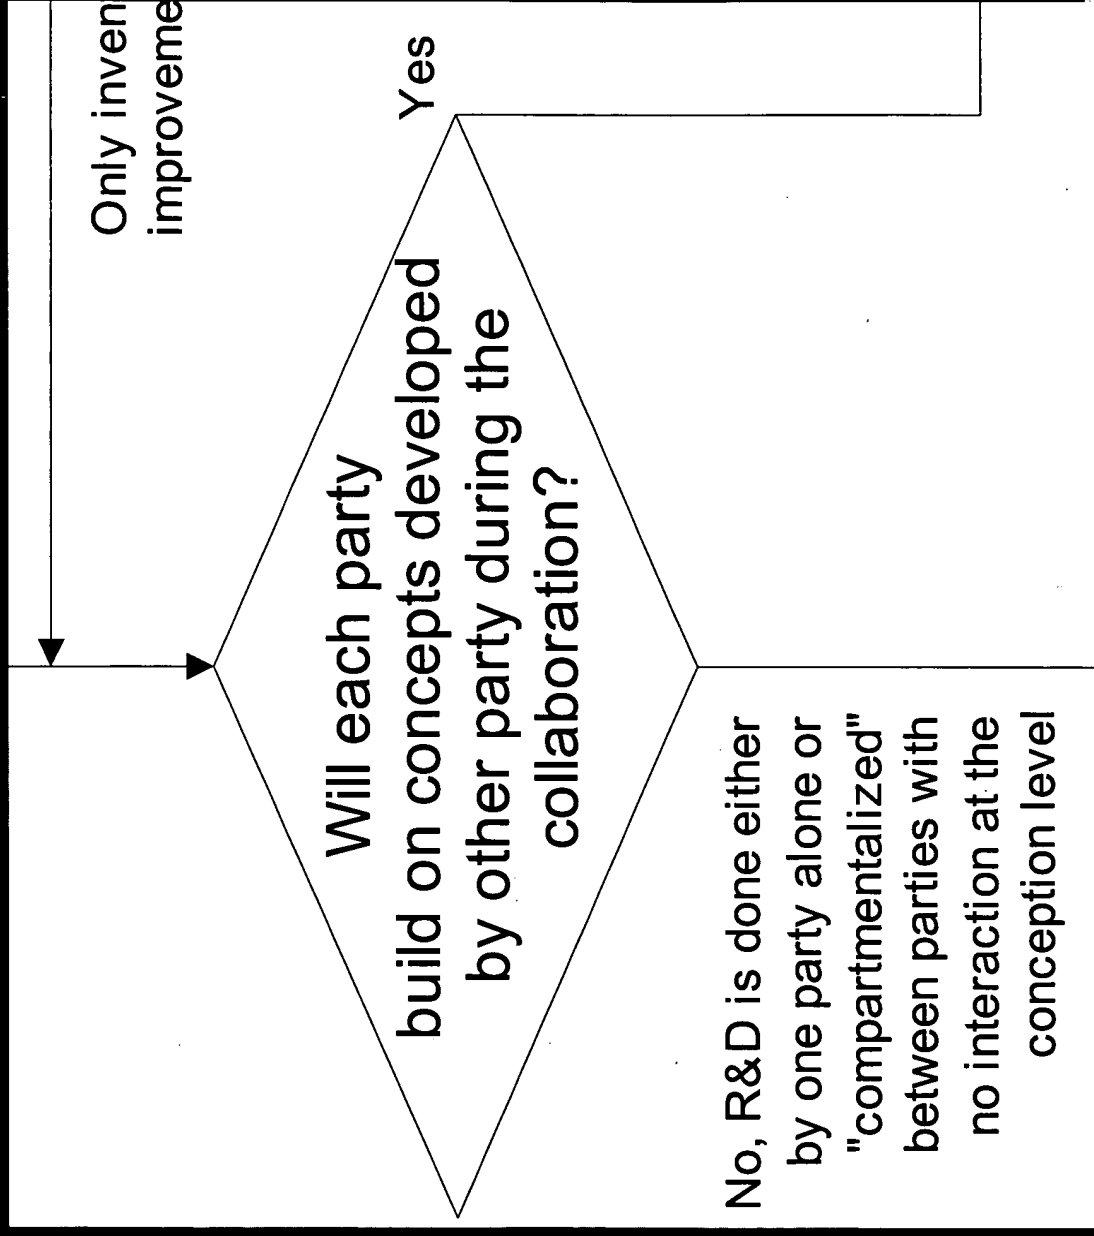 Only inven
improveme
Yes
Will each party
build on concepts developed
by other party during the
collaboration?
No, R&D is done either
by one party alone or
"compartmentalized"
between parties with
no interaction at the
conception level